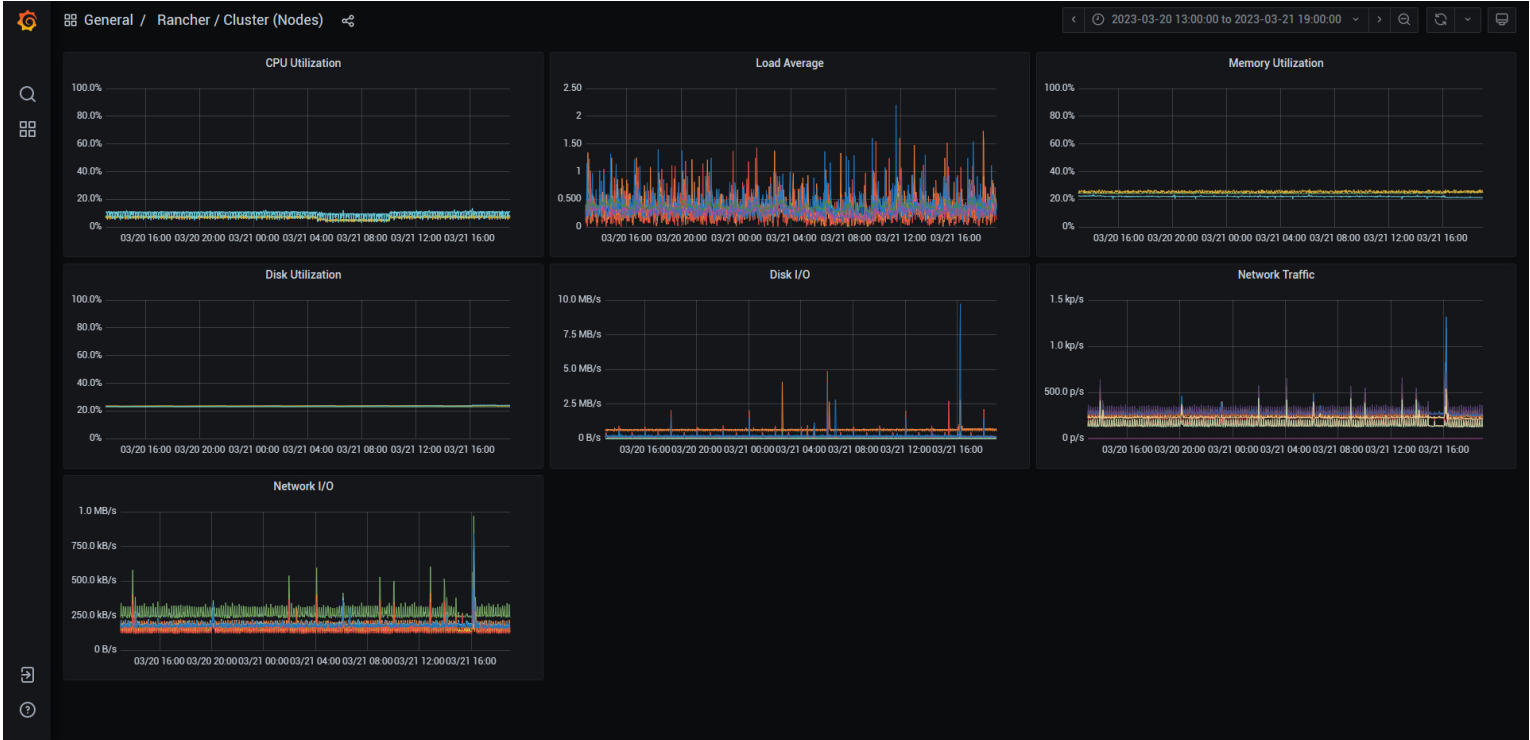 General / Rancher / Cluster (Nodes)
2023-03-20 13:00:00 to 2023-03-21 19:00:00
CPU Utilization
100.0%
80.0%
60.0%
40.0%
20.0%
0%
03/20 16:00 03/20 20:00 03/21 00:00 03/21 04:00 03/21 08:00 03/21 12:00 03/21 16:00
Load Average
2.50
2
1.50
1
0.500
0
03/20 16:00 03/20 20:00 03/21 00:00 03/21 04:00 03/21 08:00 03/21 12:00 03/21 16:00
Memory Utilization
100.0%
80.0%
60.0%
40.0%
20.0%
0%
03/20 16:00 03/20 20:00 03/21 00:00 03/21 04:00 03/21 08:00 03/21 12:00 03/21 16:00
Disk Utilization
100.0%
80.0%
60.0%
40.0%
20.0%
0%
03/20 16:00 03/20 20:00 03/21 00:00 03/21 04:00 03/21 08:00 03/21 12:00 03/21 16:00
Disk I/O
10.0 MB/s
7.5 MB/s
5.0 MB/s
2.5 MB/s
0 B/s
03/20 16:00 03/20 20:00 03/21 00:00 03/21 04:00 03/21 08:00 03/21 12:00 03/21 16:00
Network Traffic
1.5 kp/s
1.0 kp/s
500.0 p/s
0 p/s
03/20 16:00 03/20 20:00 03/21 00:00 03/21 04:00 03/21 08:00 03/21 12:00 03/21 16:00
Network I/O
1.0 MB/s
750.0 kB/s
500.0 kB/s
250.0 kB/s
0 B/s
03/20 16:00 03/20 20:00 03/21 00:00 03/21 04:00 03/21 08:00 03/21 12:00 03/21 16:00